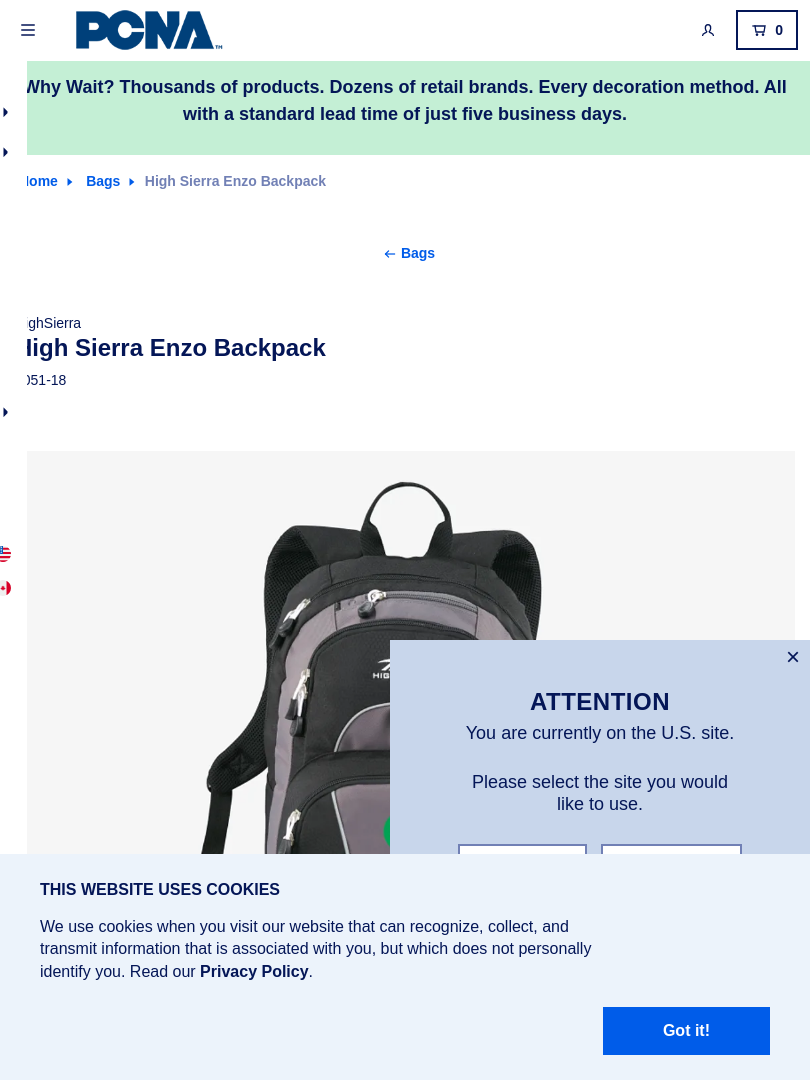 PCNA™
0
Why Wait? Thousands of products. Dozens of retail brands. Every decoration method. All
with a standard lead time of just five business days.
Bags
High Sierra Enzo Backpack
Bags
ghSierra
High Sierra Enzo Backpack
051-18
HIG
ATTENTION
You are currently on the U.S. site.
Please select the site you would
like to use.
THIS WEBSITE USES COOKIES
We use cookies when you visit our website that can recognize, collect, and
transmit information that is associated with you, but which does not personally
identify you. Read our Privacy Policy.
Got it!